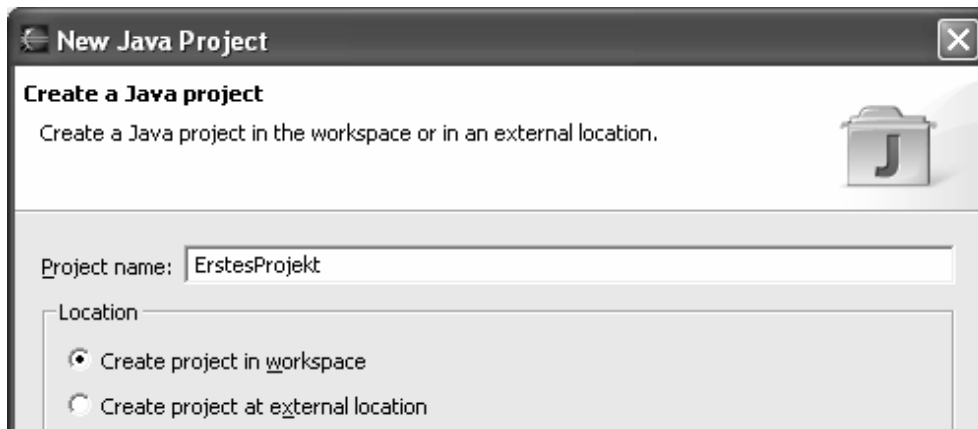 New Java Project
Create a Java project
Create a Java project in the workspace or in an external location.
J
Project name: ErstesProjekt
Location
Create project in workspace
Create project at external location